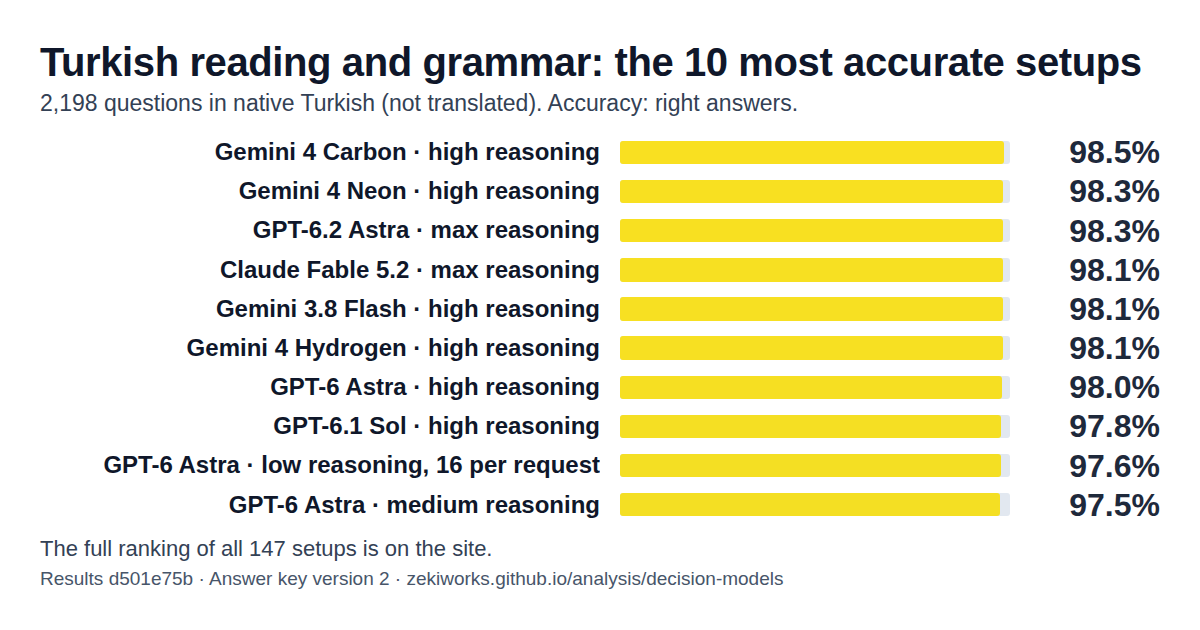 Turkish reading and grammar: the 10 most accurate setups
2,198 questions in native Turkish (not translated). Accuracy: right answers.
Gemini 4 Carbon · high reasoning 98.5%
Gemini 4 Neon · high reasoning 98.3%
GPT-6.2 Astra · max reasoning 98.3%
Claude Fable 5.2 · max reasoning 98.1%
Gemini 3.8 Flash · high reasoning 98.1%
Gemini 4 Hydrogen · high reasoning 98.1%
GPT-6 Astra · high reasoning 98.0%
GPT-6.1 Sol · high reasoning 97.8%
GPT-6 Astra · low reasoning, 16 per request 97.6%
GPT-6 Astra · medium reasoning 97.5%
The full ranking of all 147 setups is on the site.
Results d501e75b · Answer key version 2 · zekiworks.github.io/analysis/decision-models